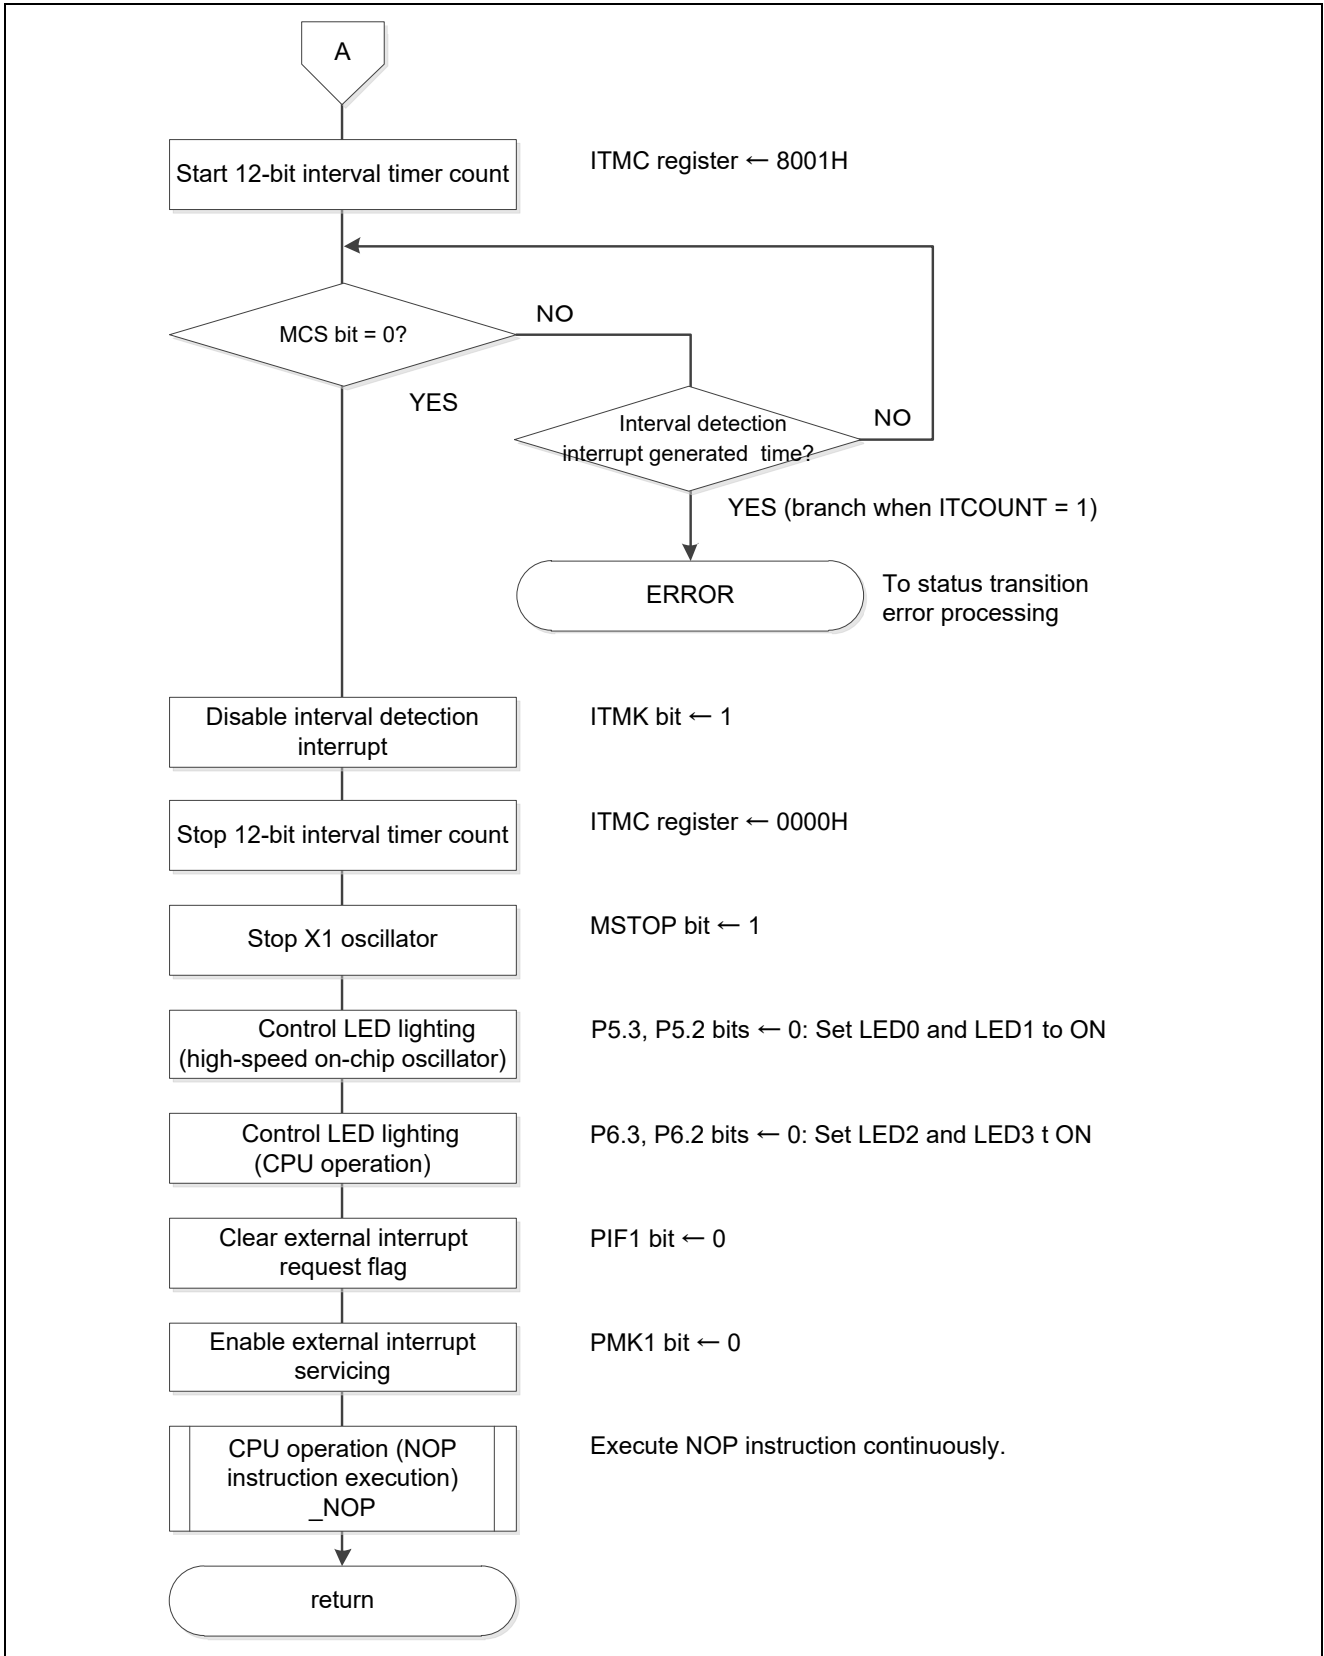 A
Start 12-bit interval timer count
ITMC register ← 8001H
MCS bit = 0?
NO
YES
Interval detection
interrupt generated time?
NO
YES (branch when ITCOUNT = 1)
ERROR
To status transition
error processing
Disable interval detection
interrupt
ITMK bit ← 1
Stop 12-bit interval timer count
ITMC register ← 0000H
Stop X1 oscillator
MSTOP bit ← 1
Control LED lighting
(high-speed on-chip oscillator)
P5.3, P5.2 bits ← 0: Set LED0 and LED1 to ON
Control LED lighting
(CPU operation)
P6.3, P6.2 bits ← 0: Set LED2 and LED3 t ON
Clear external interrupt
request flag
PIF1 bit ← 0
Enable external interrupt
servicing
PMK1 bit ← 0
CPU operation (NOP
instruction execution)
_NOP
Execute NOP instruction continuously.
return